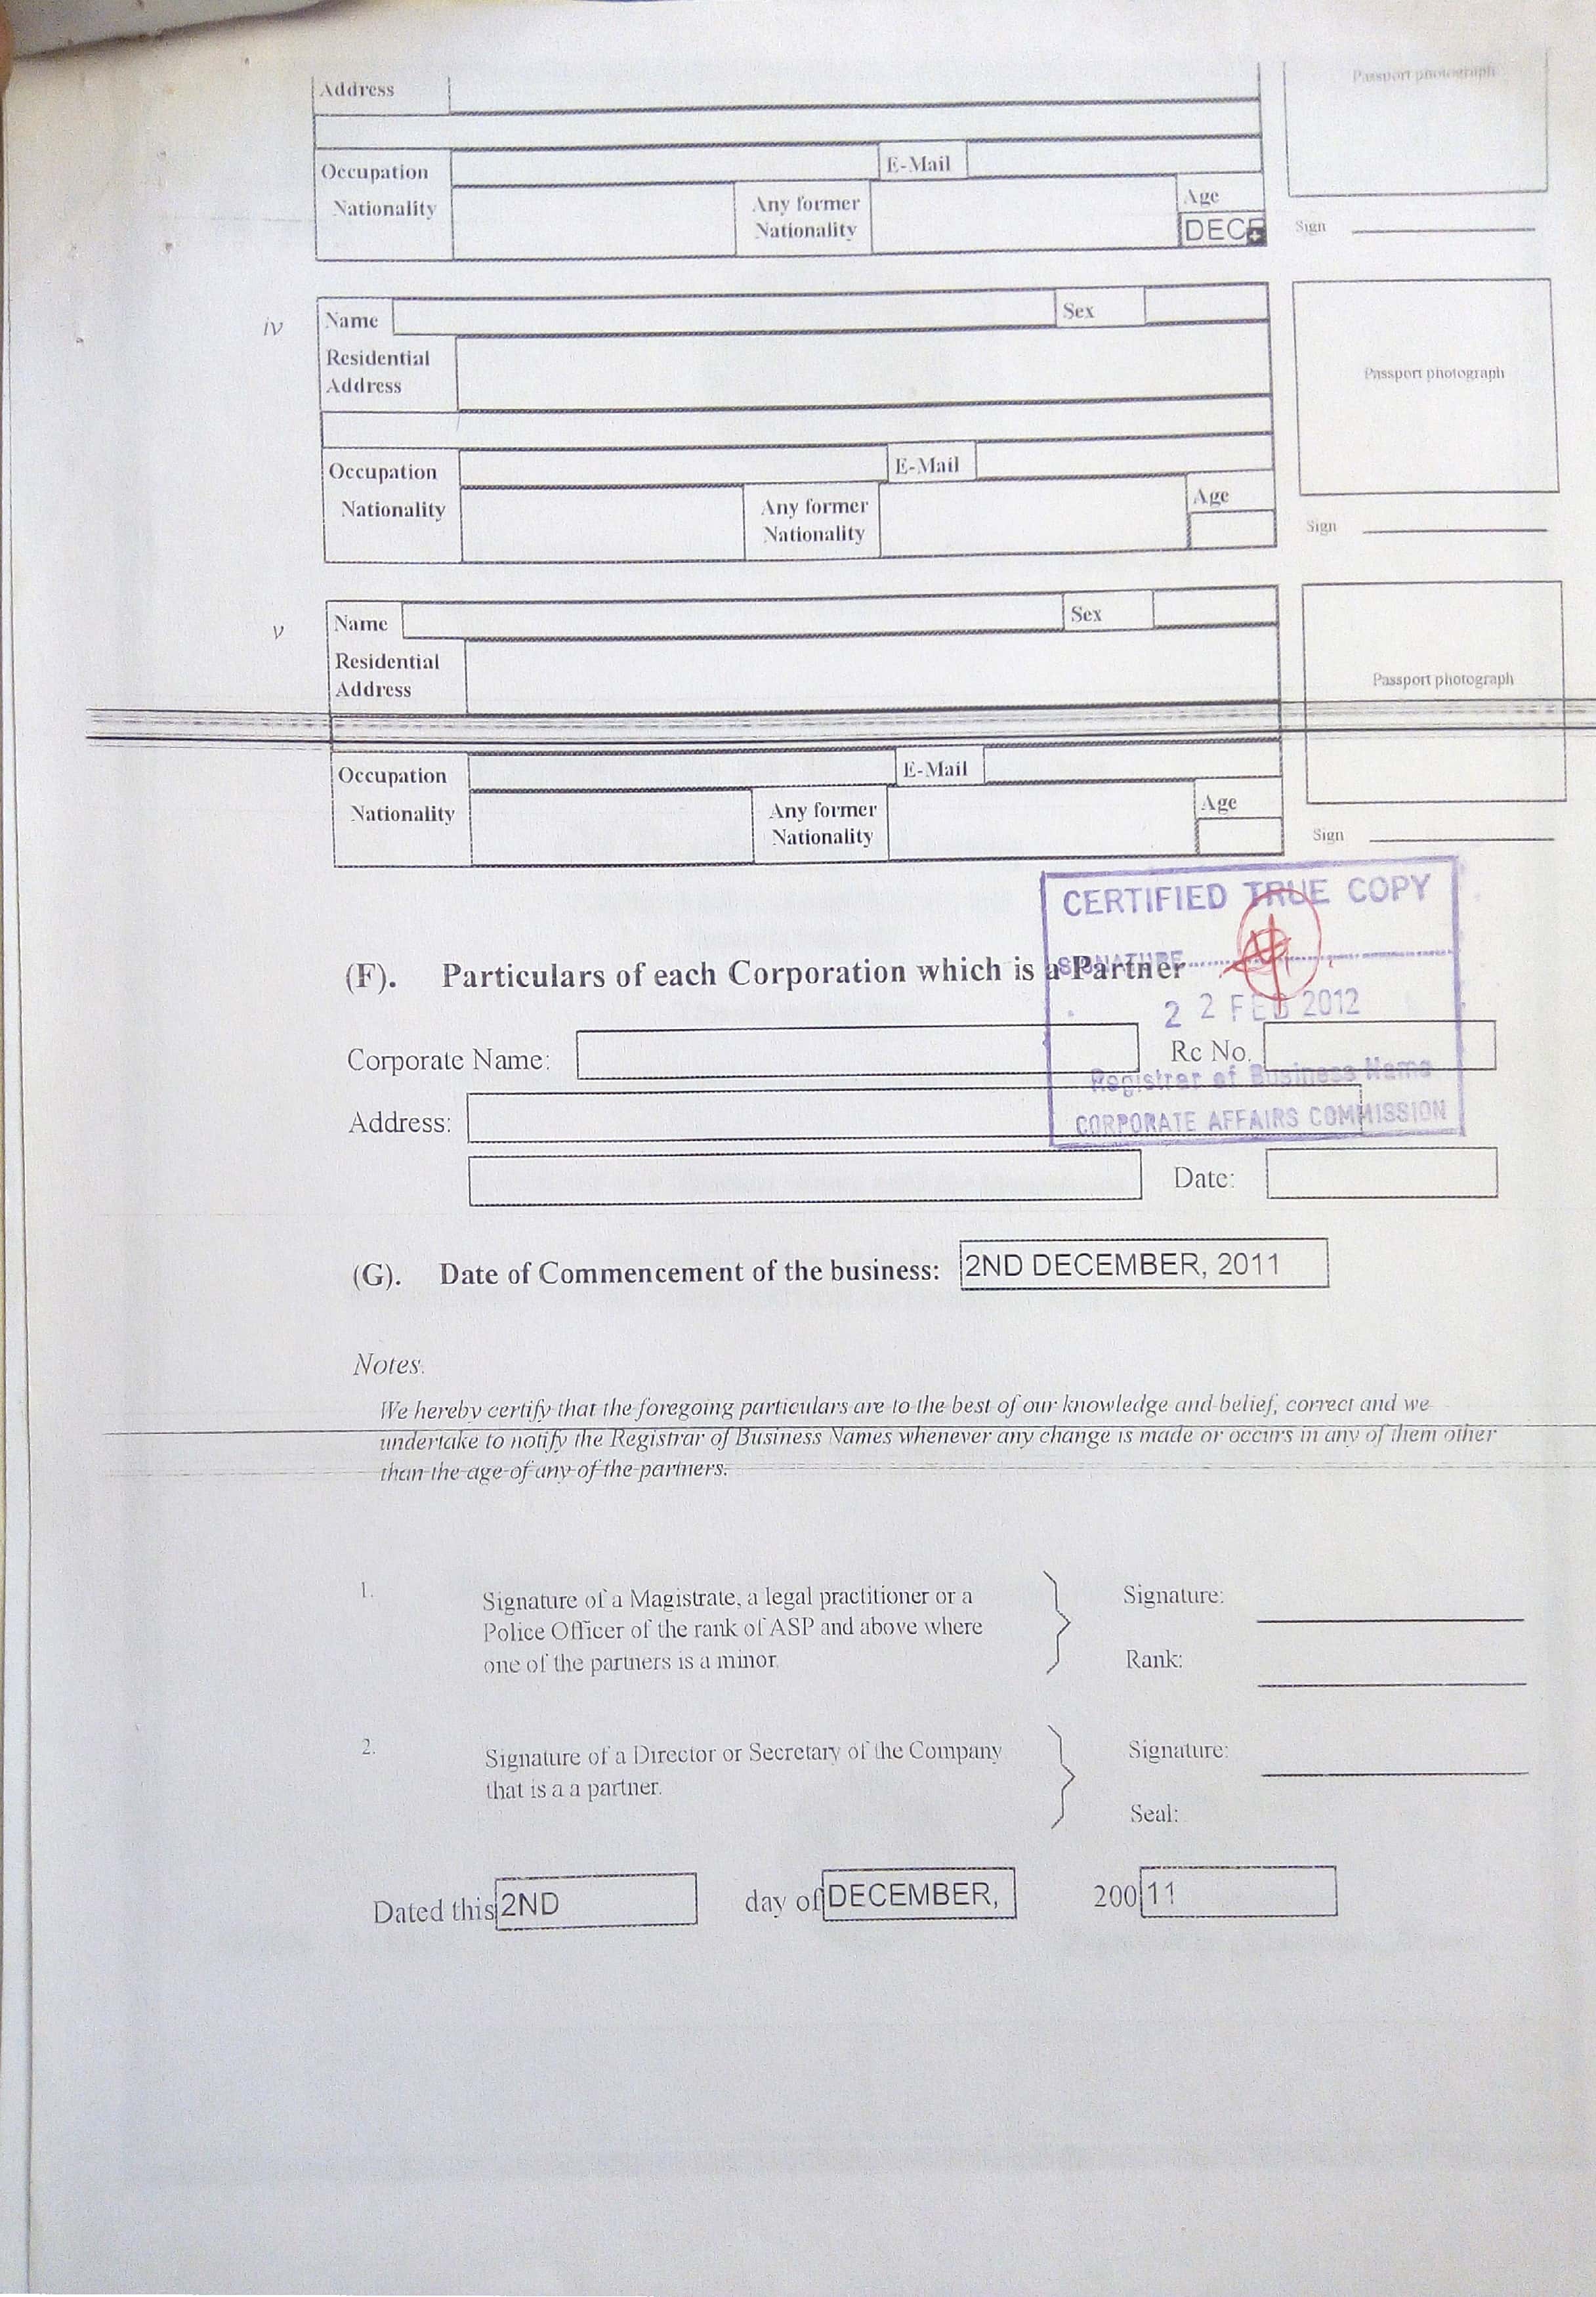 Address
Passport photograph
Occupation
E-Mail
Nationality
Any former
Nationality
Age
DECE
Sign
iv
Name
Sex
Residential
Address
Passport photograph
Occupation
E-Mail
Nationality
Any former
Nationality
Age
Sign
v
Name
Sex
Residential
Address
Passport photograph
Occupation
E-Mail
Nationality
Any former
Nationality
Age
Sign
CERTIFIED TRUE COPY
SIGNATURE
(F). Particulars of each Corporation which is a Partner
2 2 FEB 2012
Corporate Name:
Rc No.
Registrar of Business Name
Address:
CORPORATE AFFAIRS COMMISSION
Date:
(G). Date of Commencement of the business: 2ND DECEMBER, 2011
Notes.
We hereby certify that the foregoing particulars are to the best of our knowledge and belief, correct and we
undertake to notify the Registrar of Business Names whenever any change is made or occurs in any of them other
than the age of any of the partners.
1. Signature of a Magistrate, a legal practitioner or a
Police Officer of the rank of ASP and above where
one of the partners is a minor.
Signature:
Rank:
2. Signature of a Director or Secretary of the Company
that is a a partner.
Signature:
Seal:
Dated this 2ND day of DECEMBER, 200 11